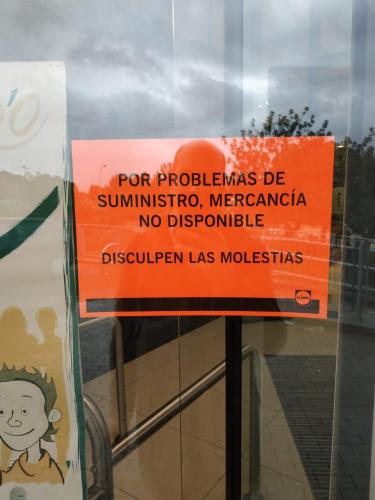 POR PROBLEMAS DE
SUMINISTRO, MERCANCÍA
NO DISPONIBLE
DISCULPEN LAS MOLESTIAS